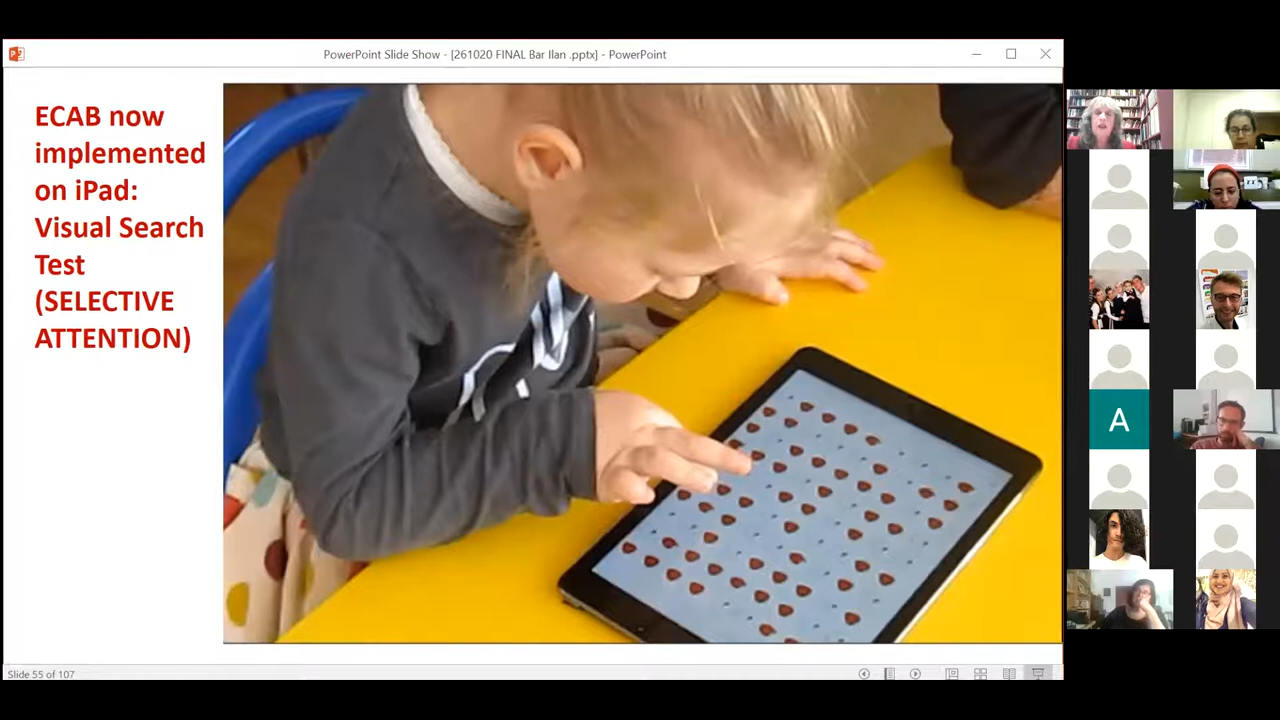 PowerPoint Slide Show - [261020 FINAL Bar Ilan .pptx] - PowerPoint
ECAB now
implemented
on iPad:
Visual Search
Test
(SELECTIVE
ATTENTION)
A
Slide 55 of 107